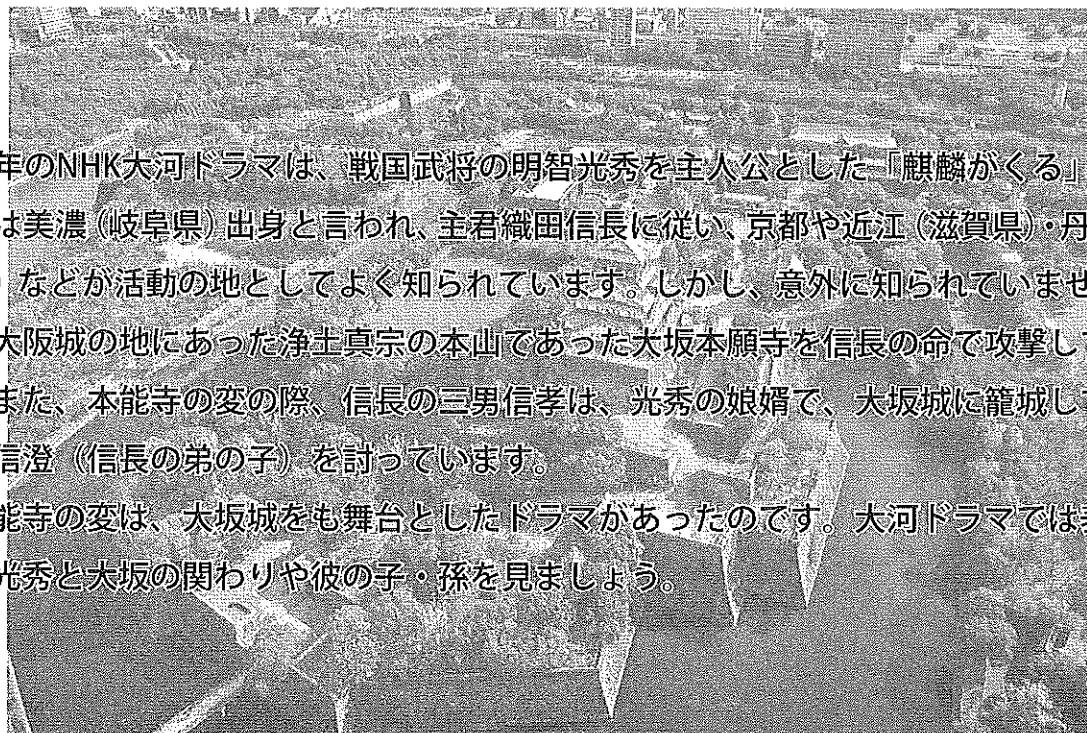 年のNHK大河ドラマは、戦国武将の明智光秀を主人公とした「麒麟がくる」
は美濃（岐阜県）出身と言われ、主君織田信長に従い、京都や近江（滋賀県）・丹
）などが活動の地としてよく知られています。しかし、意外に知られていませ
大阪城の地にあった浄土真宗の本山であった大坂本願寺を信長の命で攻撃し
また、本能寺の変の際、信長の三男信孝は、光秀の娘婿で、大坂城に籠城し
信澄（信長の弟の子）を討っています。
能寺の変は、大坂城をも舞台としたドラマがあったのです。大河ドラマでは
光秀と大坂の関わりや彼の子・孫を見ましょう。